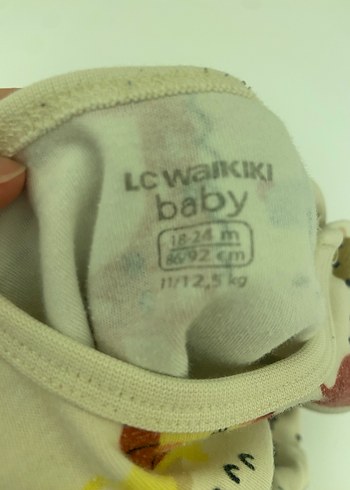 LC WAIKIKI
baby
18-24 m
86/92 cm
11/12,5 kg